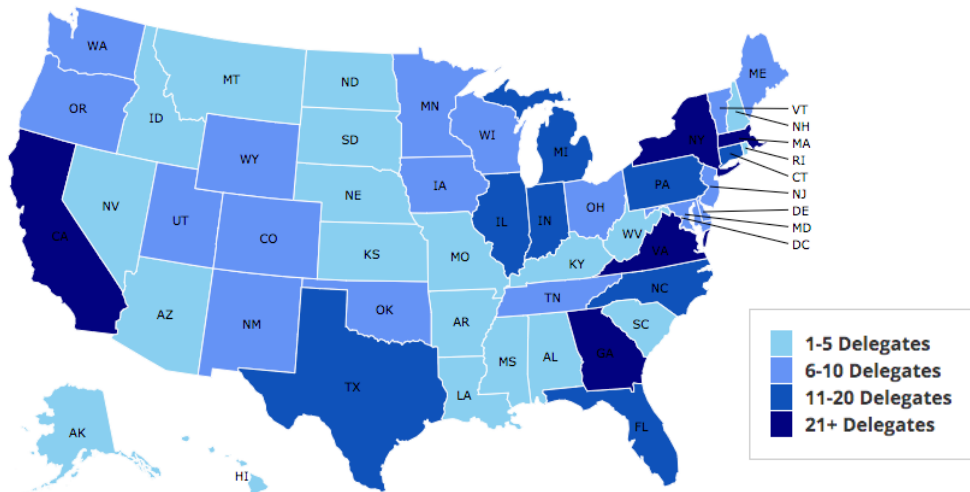 WA
MT
ND
MN
ME
OR
ID
VT
NH
WI
SD
NY
MA
WY
MI
RI
CT
IA
PA
NE
NJ
NV
OH
DE
UT
IL
IN
MD
CA
CO
WV
DC
KS
MO
VA
KY
NC
TN
OK
AZ
NM
AR
SC
MS
AL
GA
TX
LA
FL
AK
HI
1-5 Delegates
6-10 Delegates
11-20 Delegates
21+ Delegates